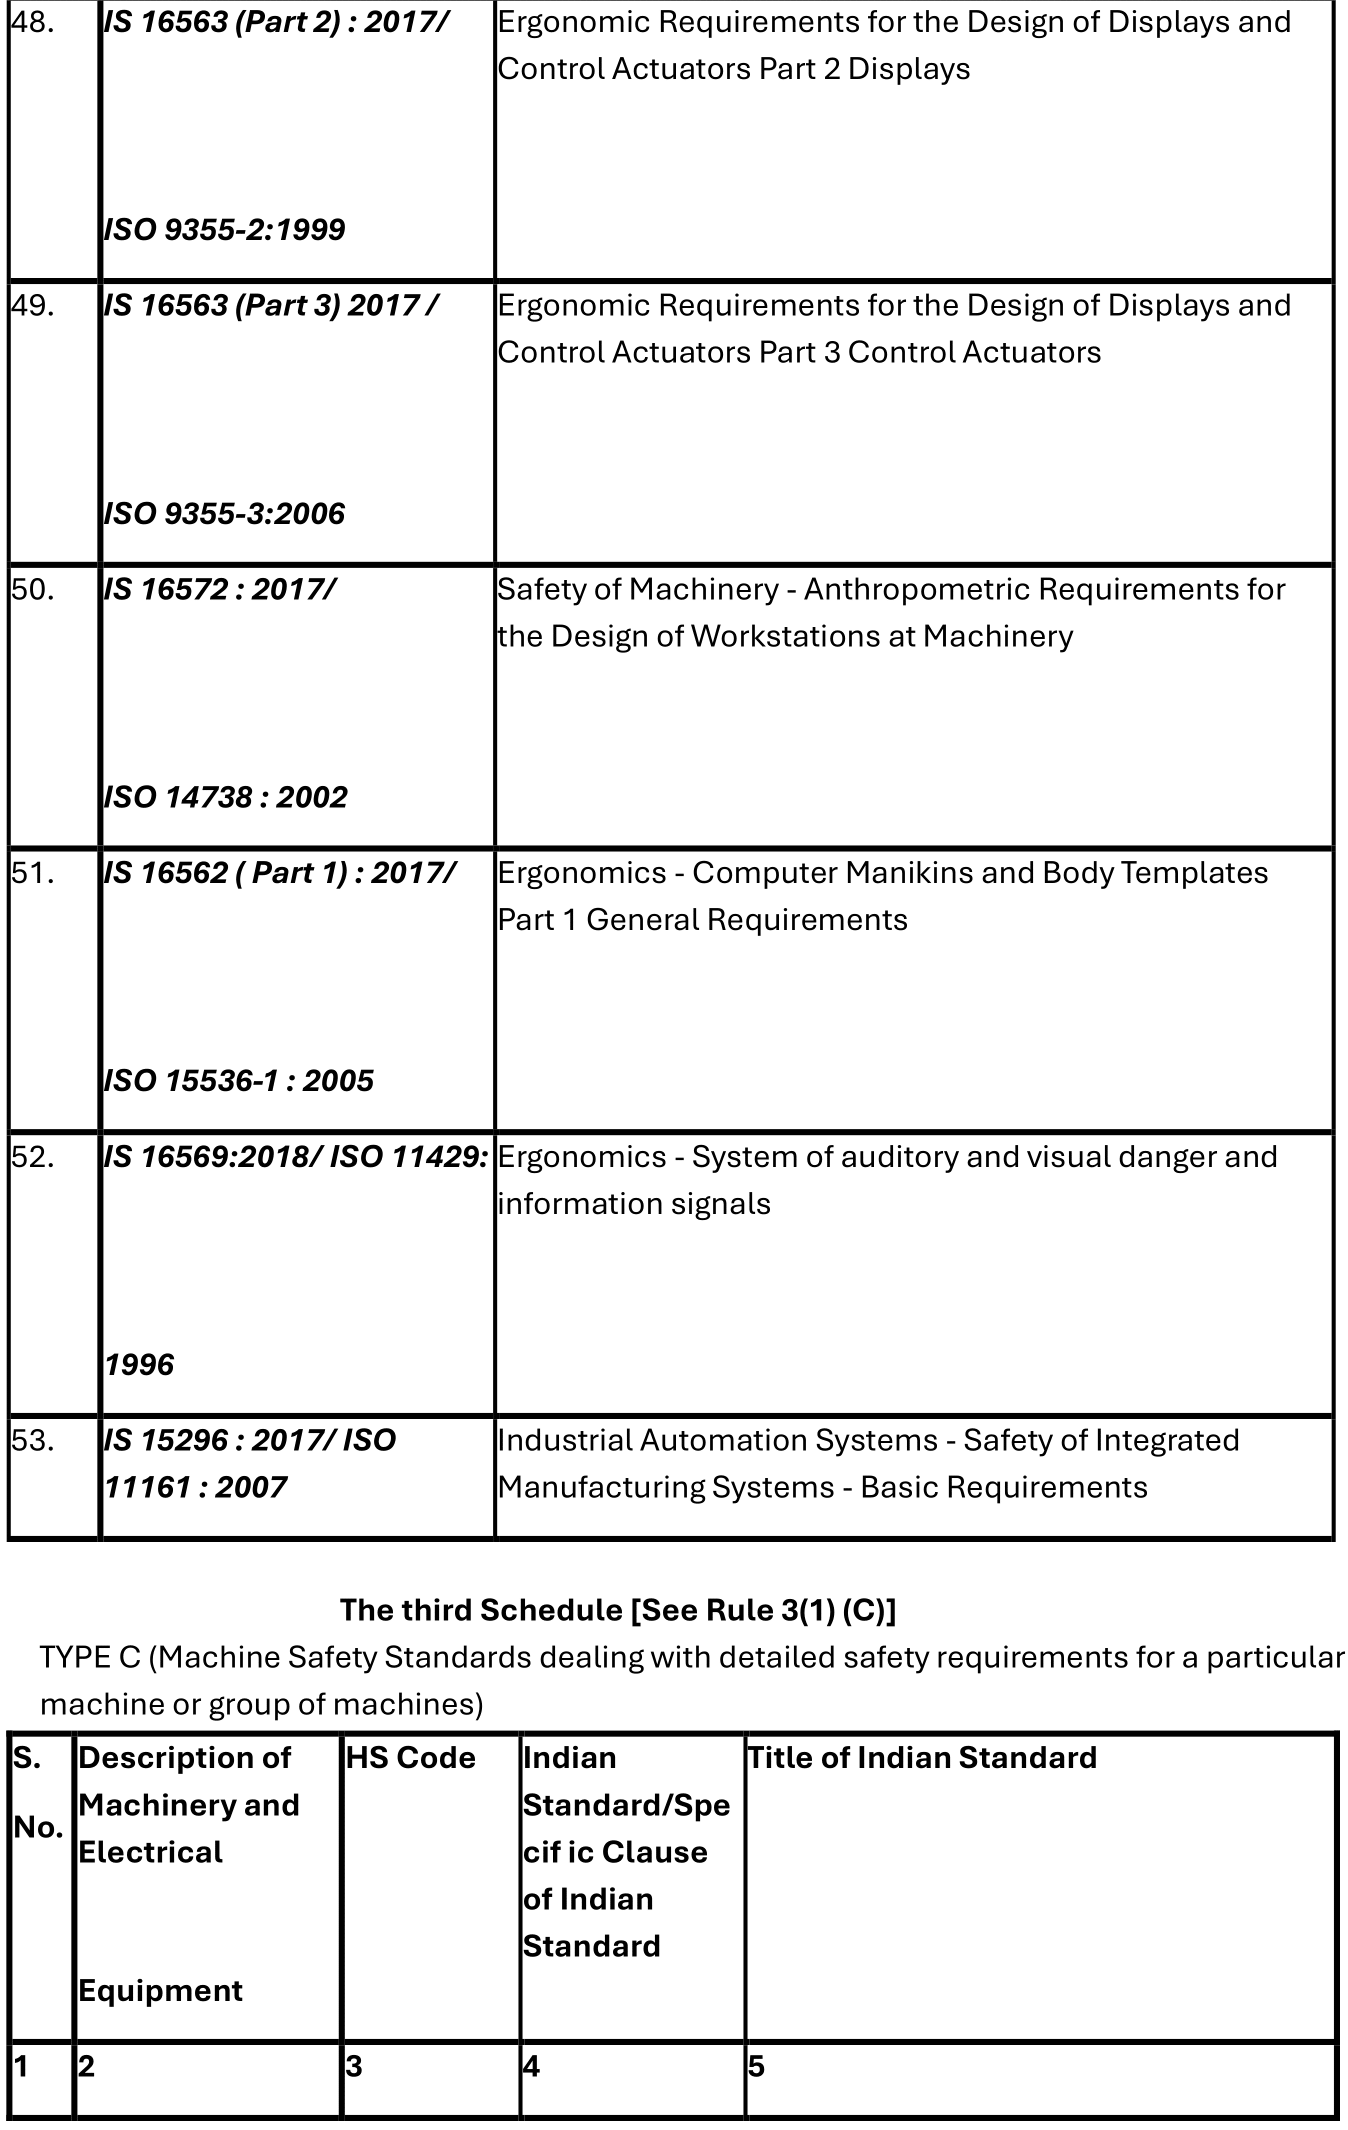 48.
IS 16563 (Part 2) : 2017/
ISO 9355-2:1999
Ergonomic Requirements for the Design of Displays and
Control Actuators Part 2 Displays
49.
IS 16563 (Part 3) 2017 /
ISO 9355-3:2006
Ergonomic Requirements for the Design of Displays and
Control Actuators Part 3 Control Actuators
50.
IS 16572 : 2017/
ISO 14738 : 2002
Safety of Machinery - Anthropometric Requirements for
the Design of Workstations at Machinery
51.
IS 16562 ( Part 1) : 2017/
ISO 15536-1 : 2005
Ergonomics - Computer Manikins and Body Templates
Part 1 General Requirements
52.
IS 16569:2018/ ISO 11429:
1996
Ergonomics - System of auditory and visual danger and
information signals
53.
IS 15296 : 2017/ ISO
11161 : 2007
Industrial Automation Systems - Safety of Integrated
Manufacturing Systems - Basic Requirements
The third Schedule [See Rule 3(1) (C)]
TYPE C (Machine Safety Standards dealing with detailed safety requirements for a particular
machine or group of machines)
S.
No.
Description of
Machinery and
Electrical
Equipment
HS Code
Indian
Standard/Spe
cif ic Clause
of Indian
Standard
Title of Indian Standard
1
2
3
4
5